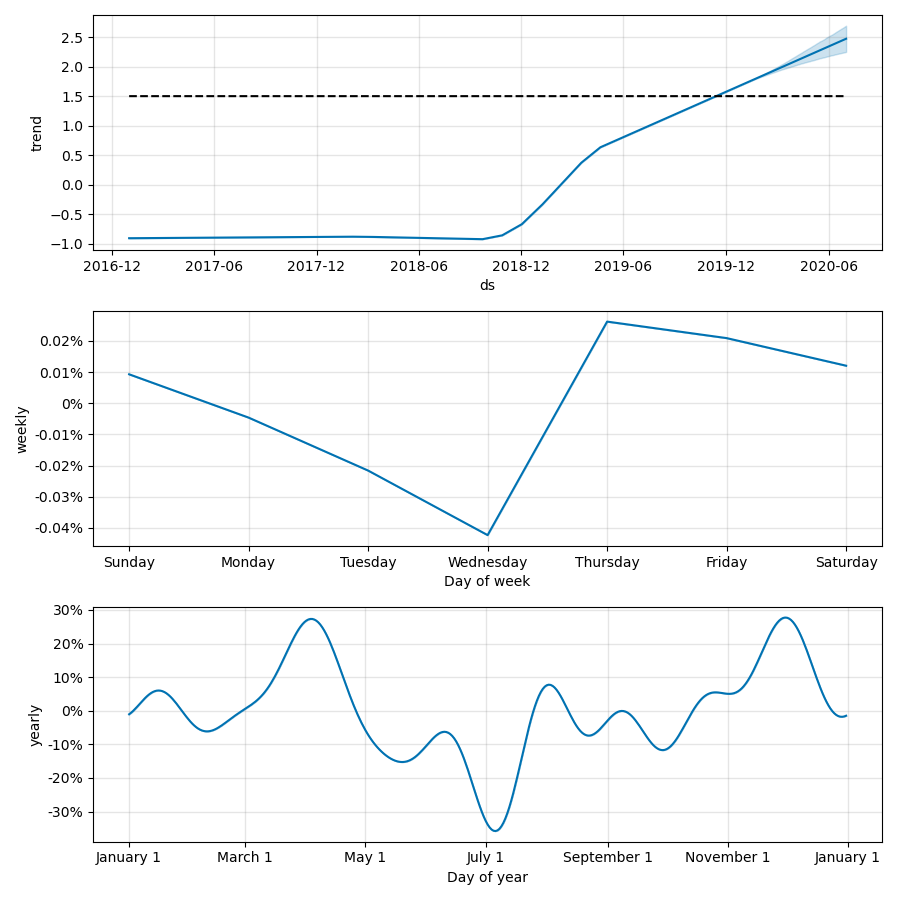 2.5
2.0
1.5
1.0
0.5
0.0
−0.5
−1.0
trend
2016-12 2017-06 2017-12 2018-06 2018-12 2019-06 2019-12 2020-06
ds
0.02%
0.01%
0%
-0.01%
-0.02%
-0.03%
-0.04%
weekly
Sunday Monday Tuesday Wednesday Thursday Friday Saturday
Day of week
30%
20%
10%
0%
-10%
-20%
-30%
yearly
January 1 March 1 May 1 July 1 September 1 November 1 January 1
Day of year